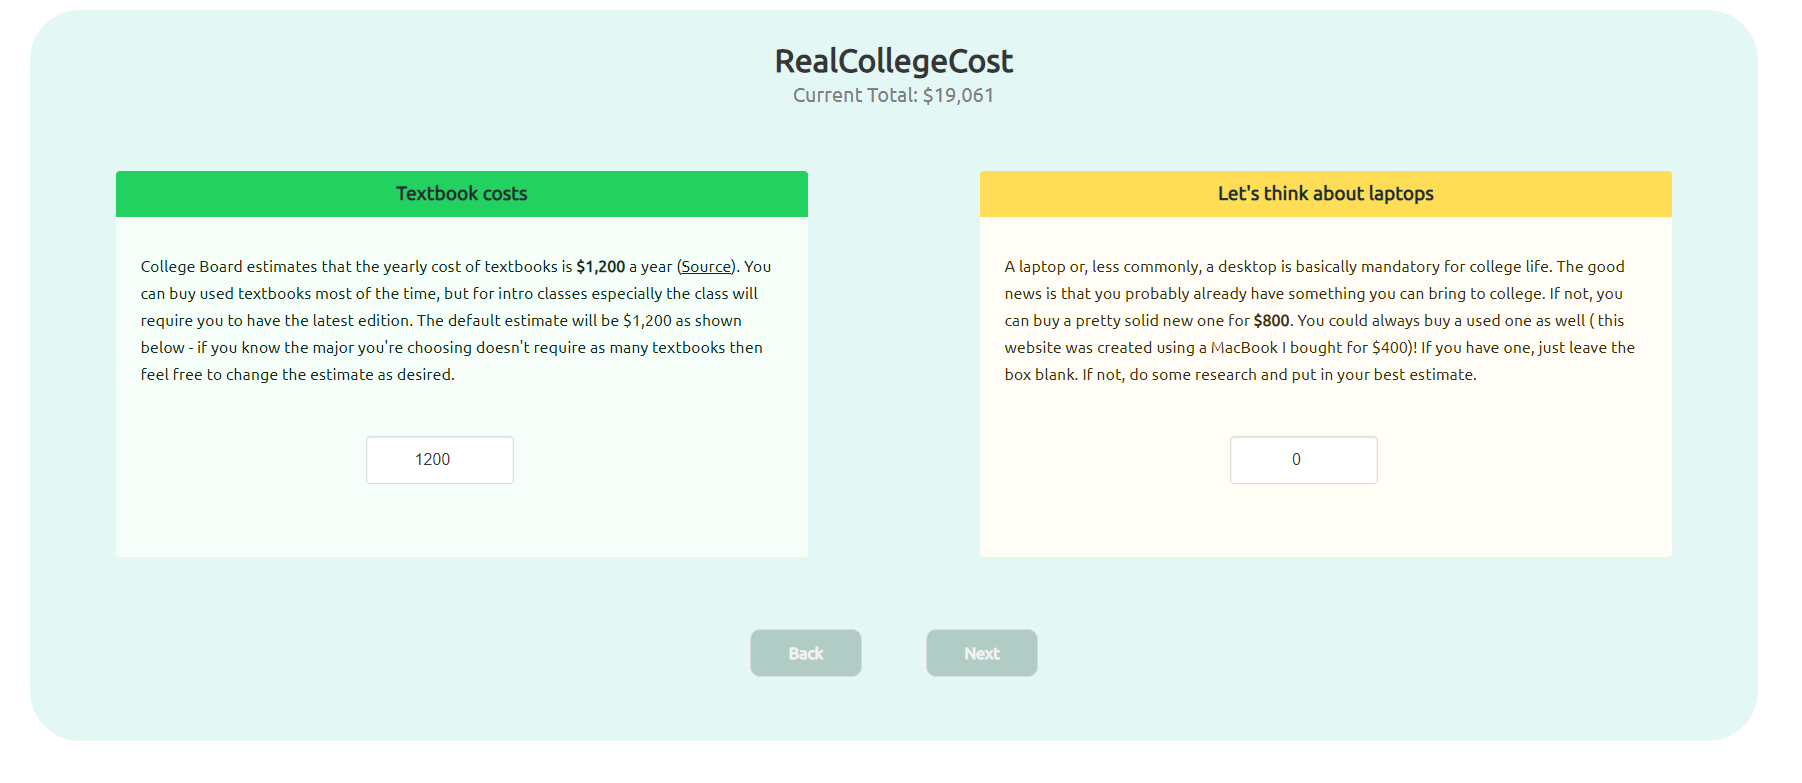 RealCollegeCost
Current Total: $19,061
Textbook costs
College Board estimates that the yearly cost of textbooks is $1,200 a year (Source). You
can buy used textbooks most of the time, but for intro classes especially the class will
require you to have the latest edition. The default estimate will be $1,200 as shown
below - if you know the major you're choosing doesn't require as many textbooks then
feel free to change the estimate as desired.
1200
Let's think about laptops
A laptop or, less commonly, a desktop is basically mandatory for college life. The good
news is that you probably already have something you can bring to college. If not, you
can buy a pretty solid new one for $800. You could always buy a used one as well ( this
website was created using a MacBook I bought for $400)! If you have one, just leave the
box blank. If not, do some research and put in your best estimate.
0
Back
Next